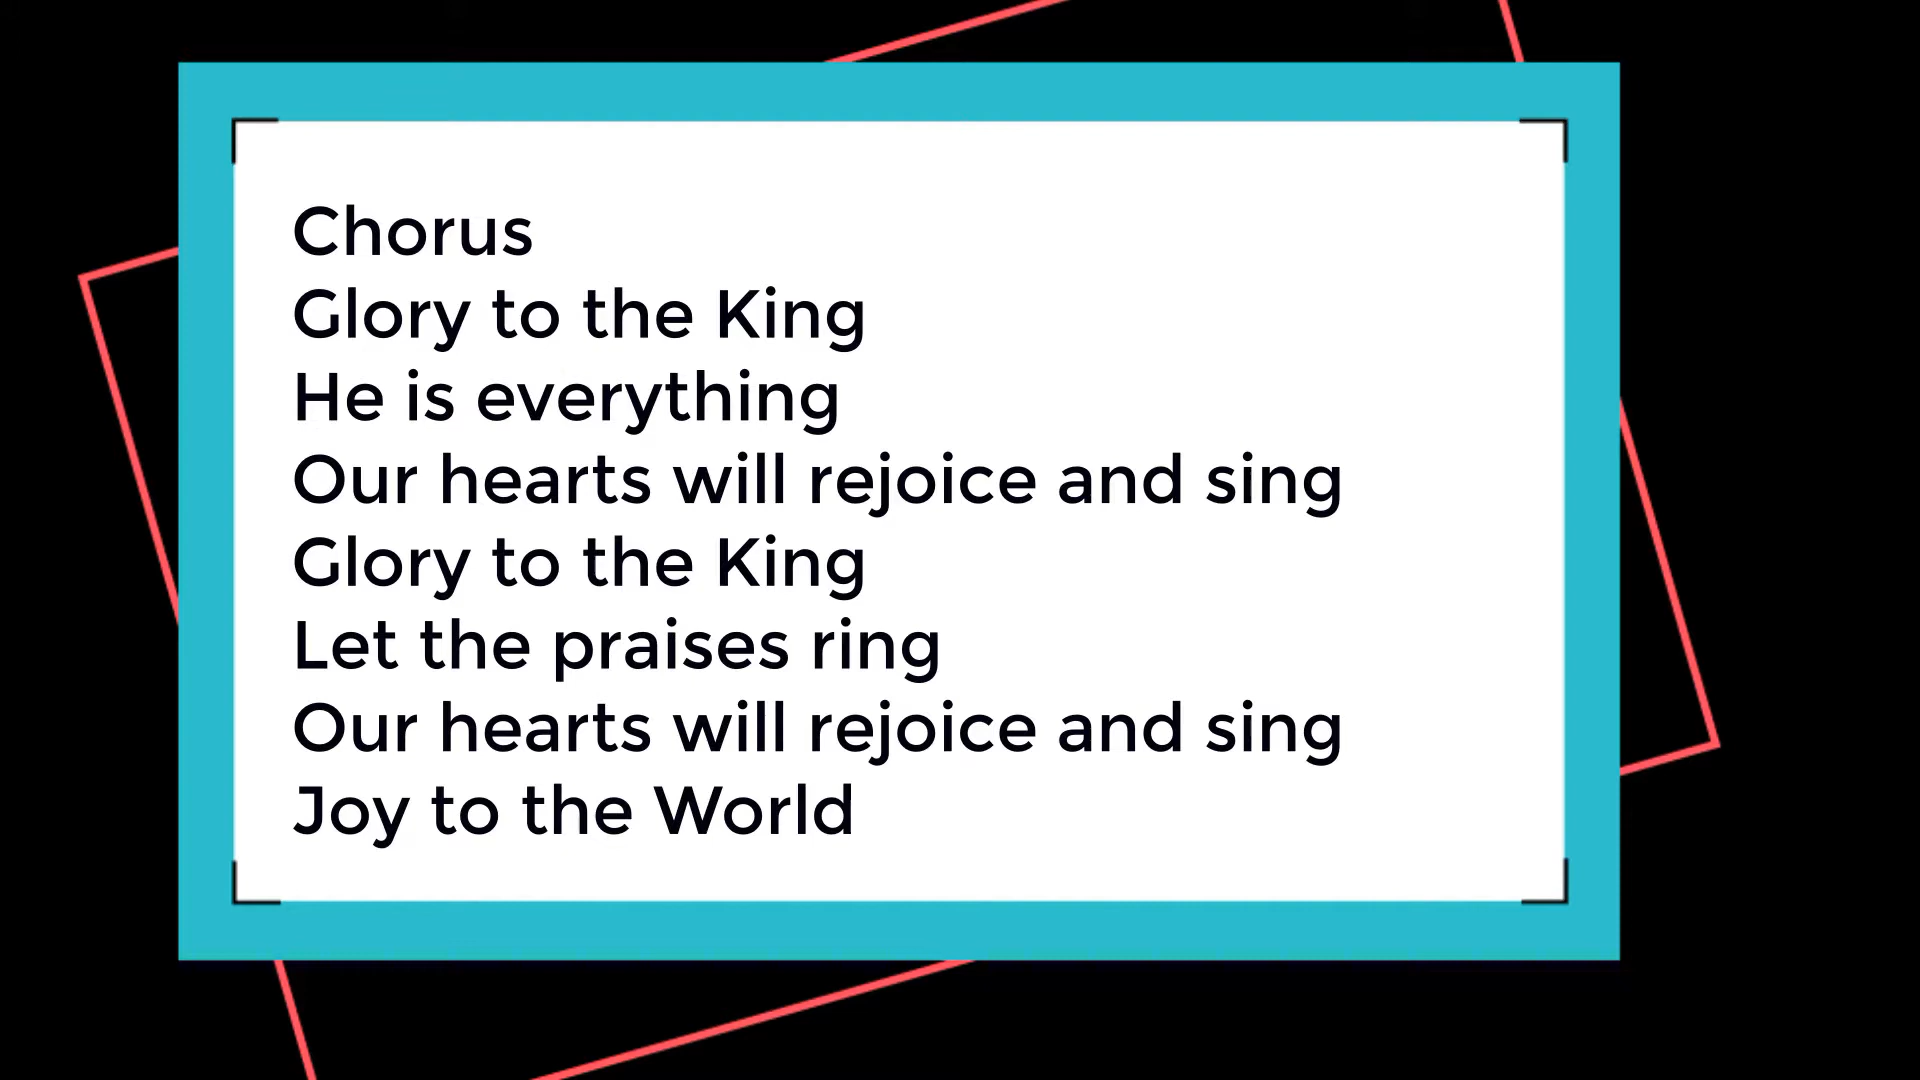 Chorus
Glory to the King
He is everything
Our hearts will rejoice and sing
Glory to the King
Let the praises ring
Our hearts will rejoice and sing
Joy to the World